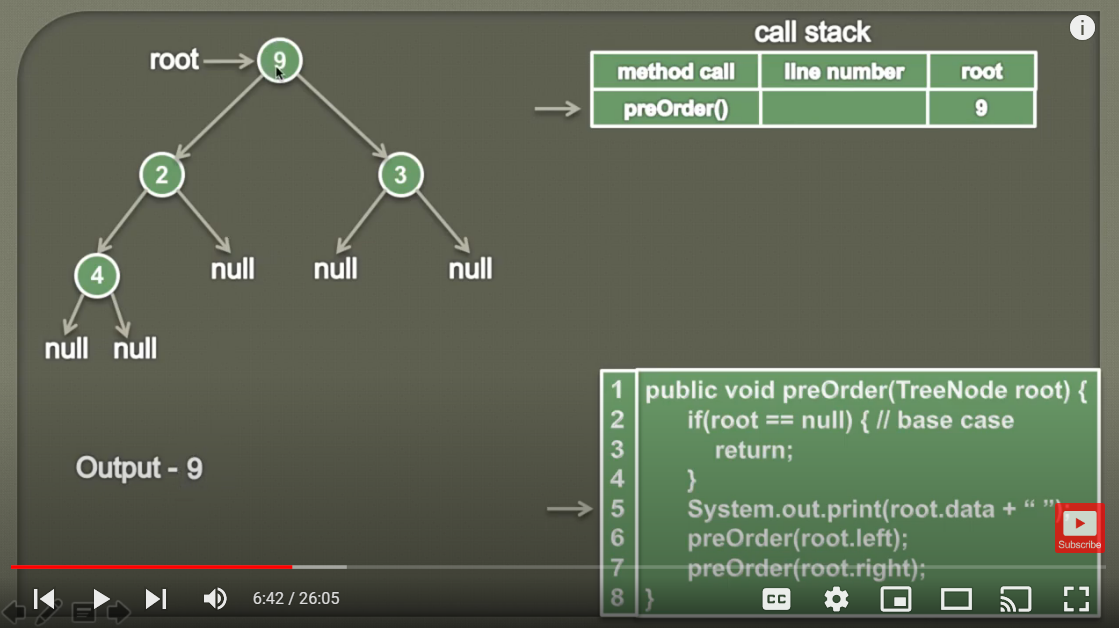 call stack
root
9
method call line number root
preOrder() 9
2
3
4
null
null
null
null
null
Output - 9
1 public void preOrder(TreeNode root) {
2 if(root == null) { // base case
3 return;
4 }
5 System.out.print(root.data + “ ”);
6 preOrder(root.left);
7 preOrder(root.right);
8 }
Subscribe
6:42 / 26:05
CC
i